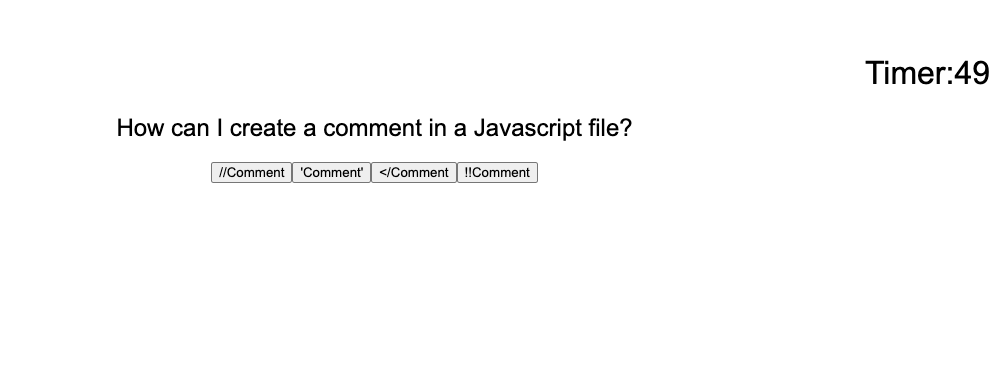 Timer:49
How can I create a comment in a Javascript file?
//Comment 'Comment' </Comment !!Comment